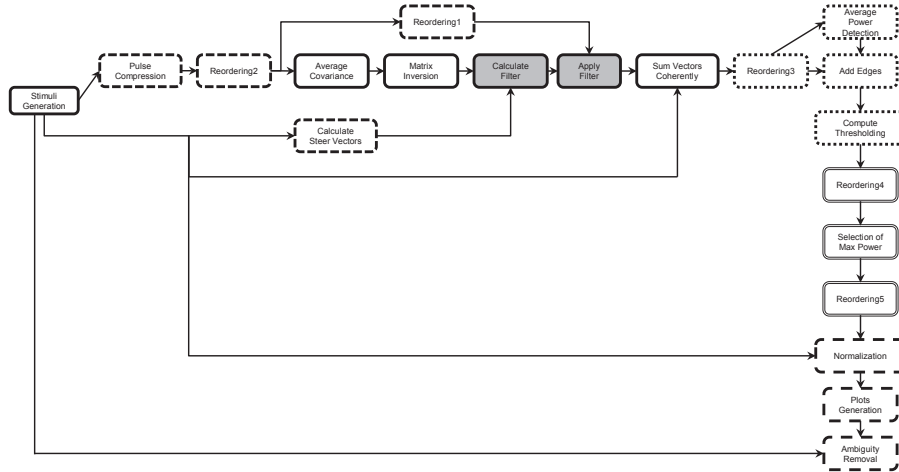 Average
Power
Detection
Reordering1
Pulse
Compression
Reordering2
Average
Covariance
Matrix
Inversion
Calculate
Filter
Apply
Filter
Sum Vectors
Coherently
Reordering3
Add Edges
Stimuli
Generation
Calculate
Steer Vectors
Compute
Thresholding
Reordering4
Selection of
Max Power
Reordering5
Normalization
Plots
Generation
Ambiguity
Removal